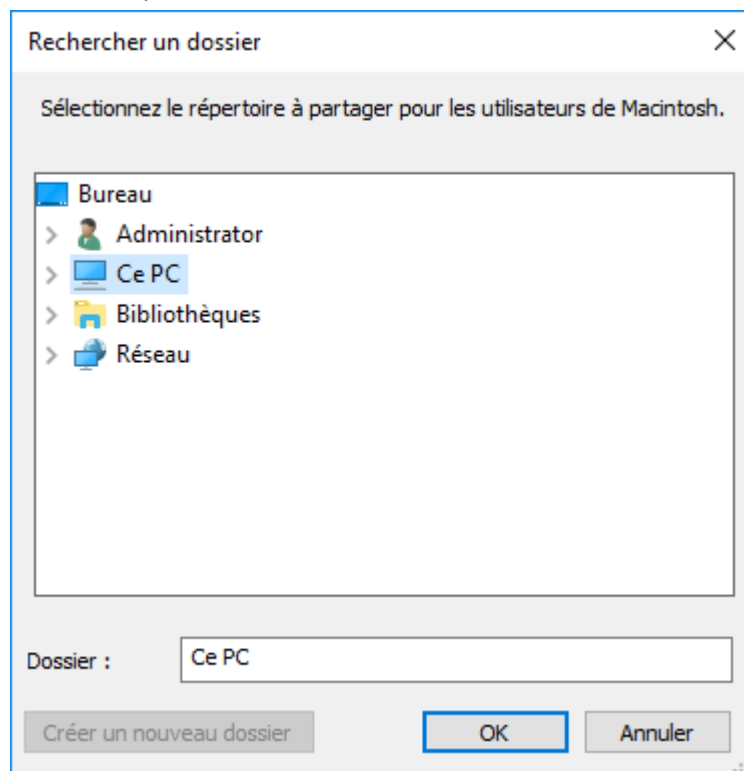 Rechercher un dossier
Sélectionnez le répertoire à partager pour les utilisateurs de Macintosh.
Bureau
Administrator
Ce PC
Bibliothèques
Réseau
Dossier : Ce PC
Créer un nouveau dossier OK Annuler